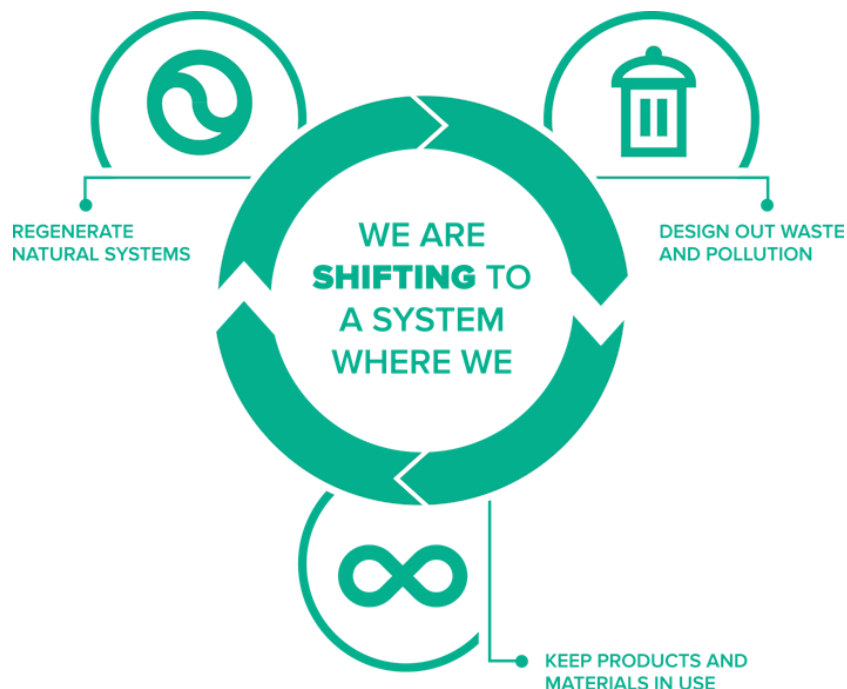 WE ARE
SHIFTING TO
A SYSTEM
WHERE WE
REGENERATE
NATURAL SYSTEMS
DESIGN OUT WASTE
AND POLLUTION
KEEP PRODUCTS AND
MATERIALS IN USE